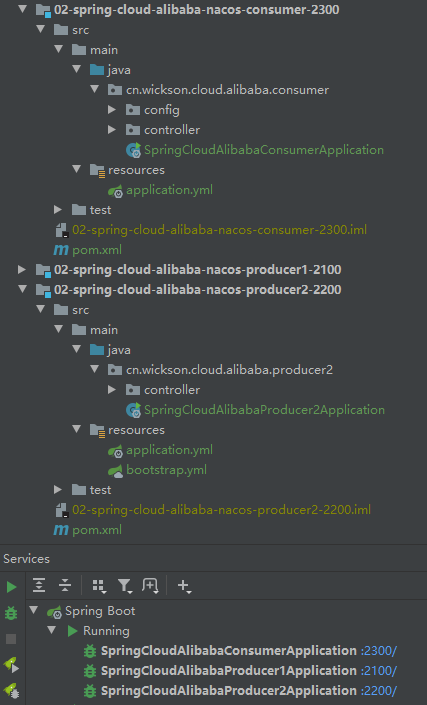 02-spring-cloud-alibaba-nacos-consumer-2300
src
main
java
cn.wickson.cloud.alibaba.consumer
config
controller
SpringCloudAlibabaConsumerApplication
resources
application.yml
test
02-spring-cloud-alibaba-nacos-consumer-2300.iml
pom.xml
02-spring-cloud-alibaba-nacos-producer1-2100
02-spring-cloud-alibaba-nacos-producer2-2200
src
main
java
cn.wickson.cloud.alibaba.producer2
controller
SpringCloudAlibabaProducer2Application
resources
application.yml
bootstrap.yml
test
02-spring-cloud-alibaba-nacos-producer2-2200.iml
pom.xml
Services
Spring Boot
Running
SpringCloudAlibabaConsumerApplication :2300/
SpringCloudAlibabaProducer1Application :2100/
SpringCloudAlibabaProducer2Application :2200/